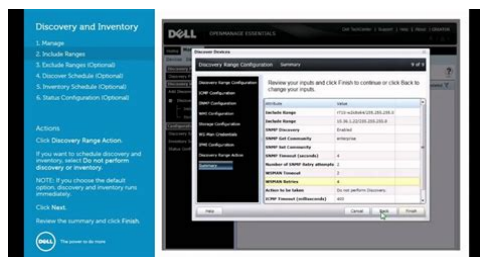 Discovery and Inventory
1. Manage
2. Include Ranges
3. Exclude Ranges (Optional)
4. Discover Schedule (Optional)
5. Inventory Schedule (Optional)
6. Status Configuration (Optional)
Actions
Click Discovery Range Action.
If you want to schedule discovery and
inventory, select Do not perform
discovery or inventory.
NOTE: If you choose the default
option, discovery and inventory runs
immediately.
Click Next.
Review the summary and click Finish.
DELL
The power to do more
DELL OPENMANAGE ESSENTIALS
Discover Devices
Discovery Range Configuration Summary
Discovery Range Configuration
ICMP Configuration
SNMP Configuration
WMI Configuration
Storage Configuration
WS-Man Credentials
IPMI Configuration
Discovery Range Action
Summary
Review your inputs and click Finish to continue or click Back to
change your inputs.
Attribute Value
Include Range
Include Range
SNMP Discovery Enabled
SNMP Get Community
SNMP Set Community
SNMP Timeout (seconds) 4
Number of SNMP Retry attempts 2
WSMAN Timeout 2
WSMAN Retries 4
Action to be taken Do not perform Discovery.
ICMP Timeout (milliseconds)
Help Cancel Back Finish